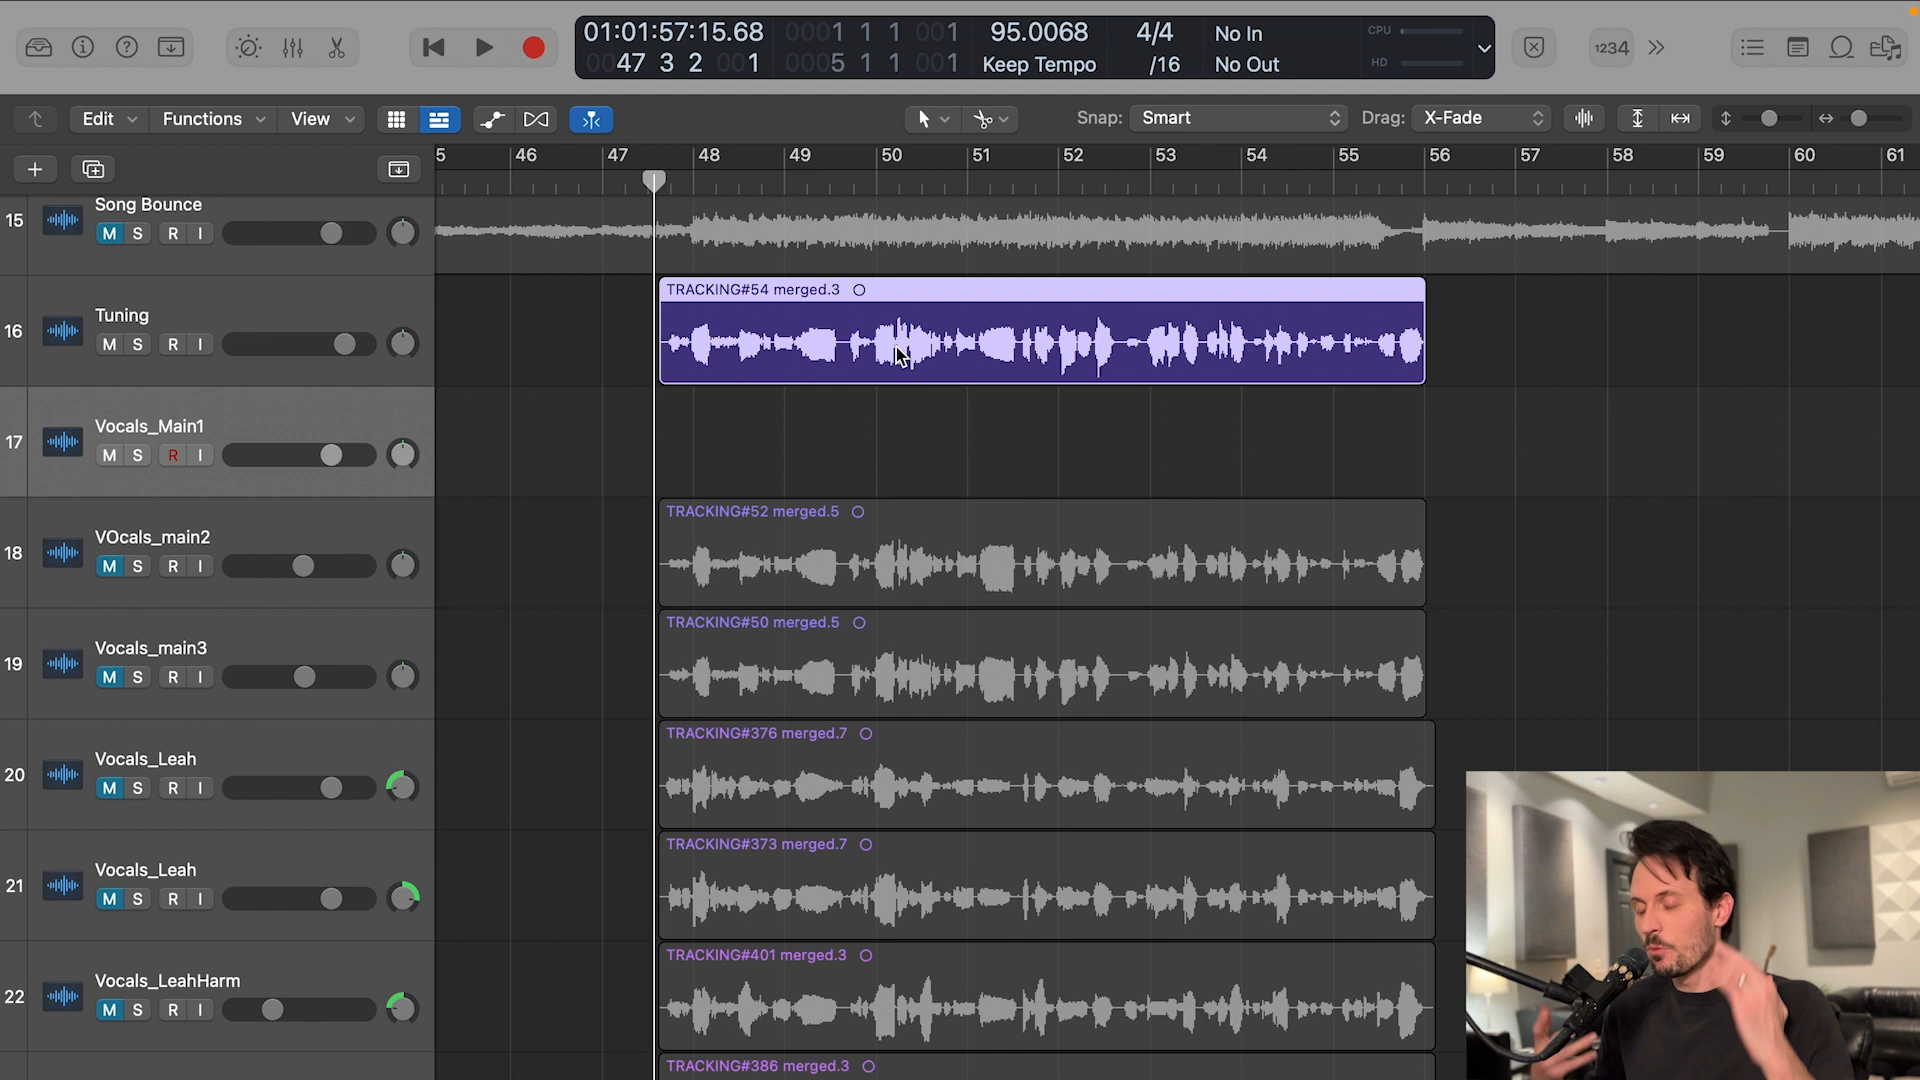 01:01:57:15.68 0001 1 1 001 95.0068 4/4 No In CPU
0047 3 2 001 0005 1 1 001 Keep Tempo /16 No Out HD
1234
Edit Functions View Snap: Smart Drag: X-Fade
5 46 47 48 49 50 51 52 53 54 55 56 57 58 59 60 61
15 Song Bounce
M S R I
TRACKING#54 merged.3
16 Tuning
M S R I
17 Vocals_Main1
M S R I
TRACKING#52 merged.5
18 VOcals_main2
M S R I
TRACKING#50 merged.5
19 Vocals_main3
M S R I
TRACKING#376 merged.7
20 Vocals_Leah
M S R I
TRACKING#373 merged.7
21 Vocals_Leah
M S R I
TRACKING#401 merged.3
22 Vocals_LeahHarm
M S R I
TRACKING#386 merged.3